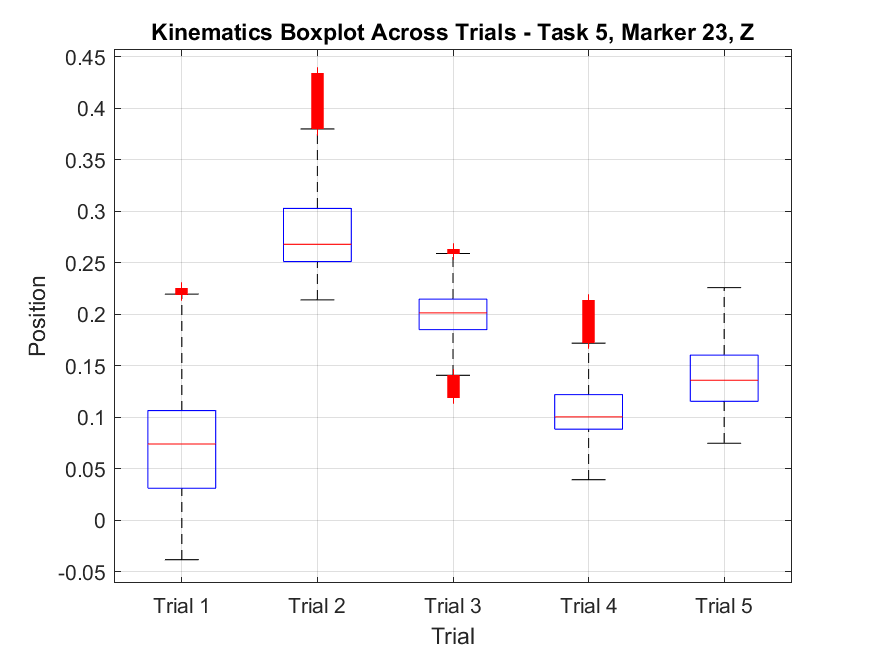 Kinematics Boxplot Across Trials - Task 5, Marker 23, Z
0.45
0.4
0.35
0.3
0.25
0.2
0.15
0.1
0.05
0
-0.05
Position
Trial 1 Trial 2 Trial 3 Trial 4 Trial 5
Trial